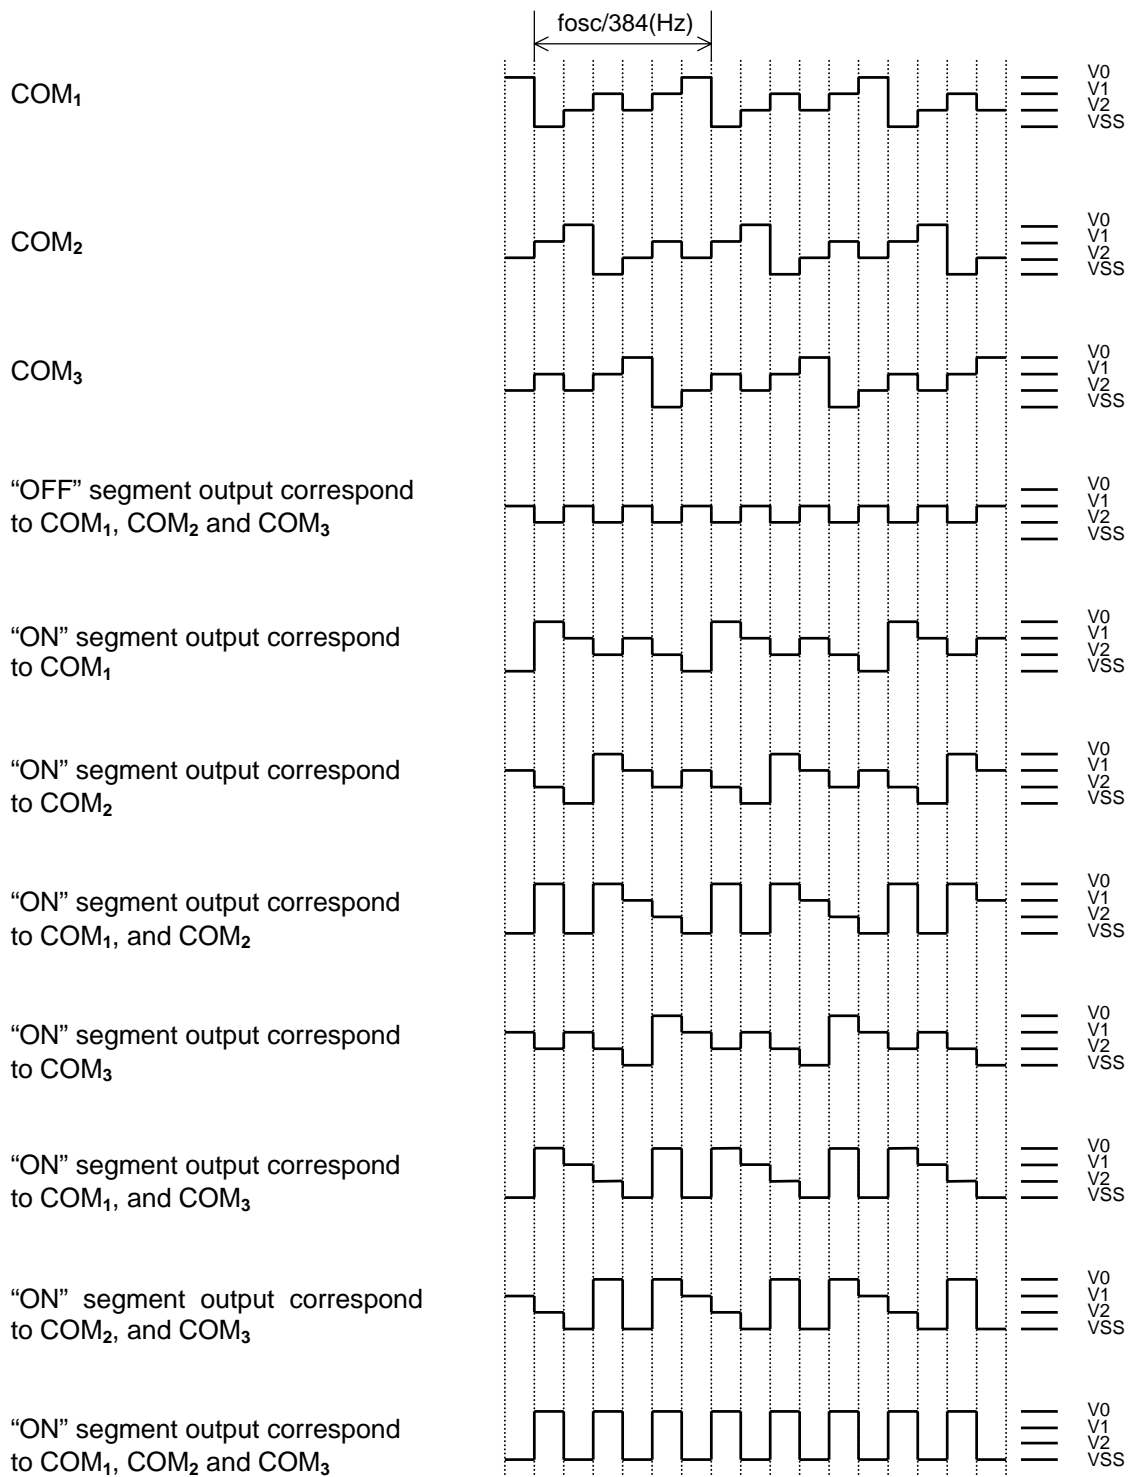 fosc/384(Hz)
COM1
V0
V1
V2
VSS
COM2
V0
V1
V2
VSS
COM3
V0
V1
V2
VSS
“OFF” segment output correspond
to COM1, COM2 and COM3
V0
V1
V2
VSS
“ON” segment output correspond
to COM1
V0
V1
V2
VSS
“ON” segment output correspond
to COM2
V0
V1
V2
VSS
“ON” segment output correspond
to COM1, and COM2
V0
V1
V2
VSS
“ON” segment output correspond
to COM3
V0
V1
V2
VSS
“ON” segment output correspond
to COM1, and COM3
V0
V1
V2
VSS
“ON” segment output correspond
to COM2, and COM3
V0
V1
V2
VSS
“ON” segment output correspond
to COM1, COM2 and COM3
V0
V1
V2
VSS